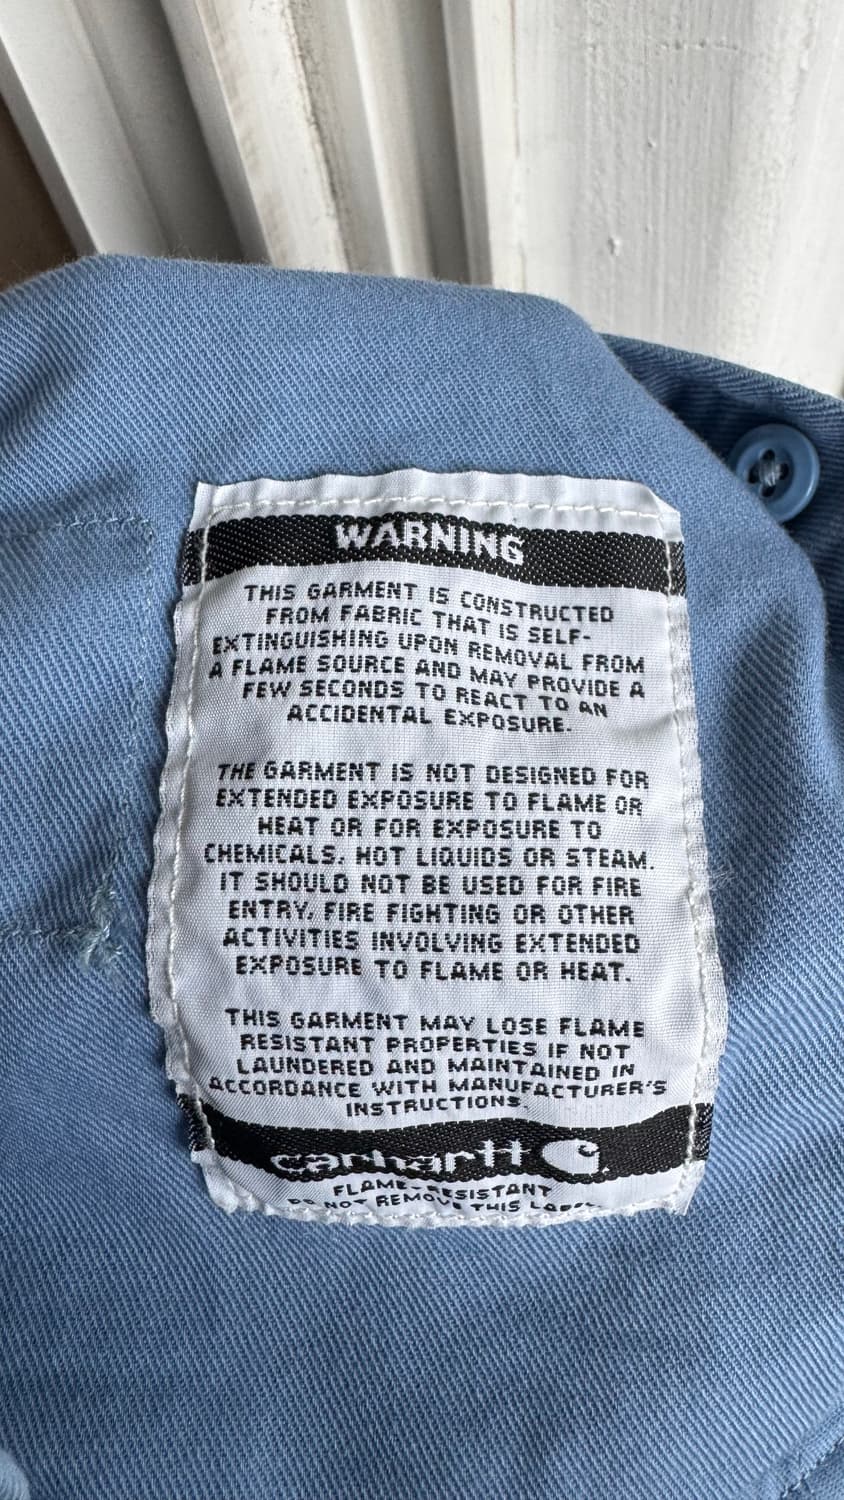 WARNING
THIS GARMENT IS CONSTRUCTED
FROM FABRIC THAT IS SELF-
EXTINGUISHING UPON REMOVAL FROM
A FLAME SOURCE AND MAY PROVIDE A
FEW SECONDS TO REACT TO AN
ACCIDENTAL EXPOSURE.
THE GARMENT IS NOT DESIGNED FOR
EXTENDED EXPOSURE TO FLAME OR
HEAT OR FOR EXPOSURE TO
CHEMICALS, HOT LIQUIDS OR STEAM.
IT SHOULD NOT BE USED FOR FIRE
ENTRY, FIRE FIGHTING OR OTHER
ACTIVITIES INVOLVING EXTENDED
EXPOSURE TO FLAME OR HEAT.
THIS GARMENT MAY LOSE FLAME
RESISTANT PROPERTIES IF NOT
LAUNDERED AND MAINTAINED IN
ACCORDANCE WITH MANUFACTURER'S
INSTRUCTIONS.
carhartt
FLAME-RESISTANT
DO NOT REMOVE THIS LABEL